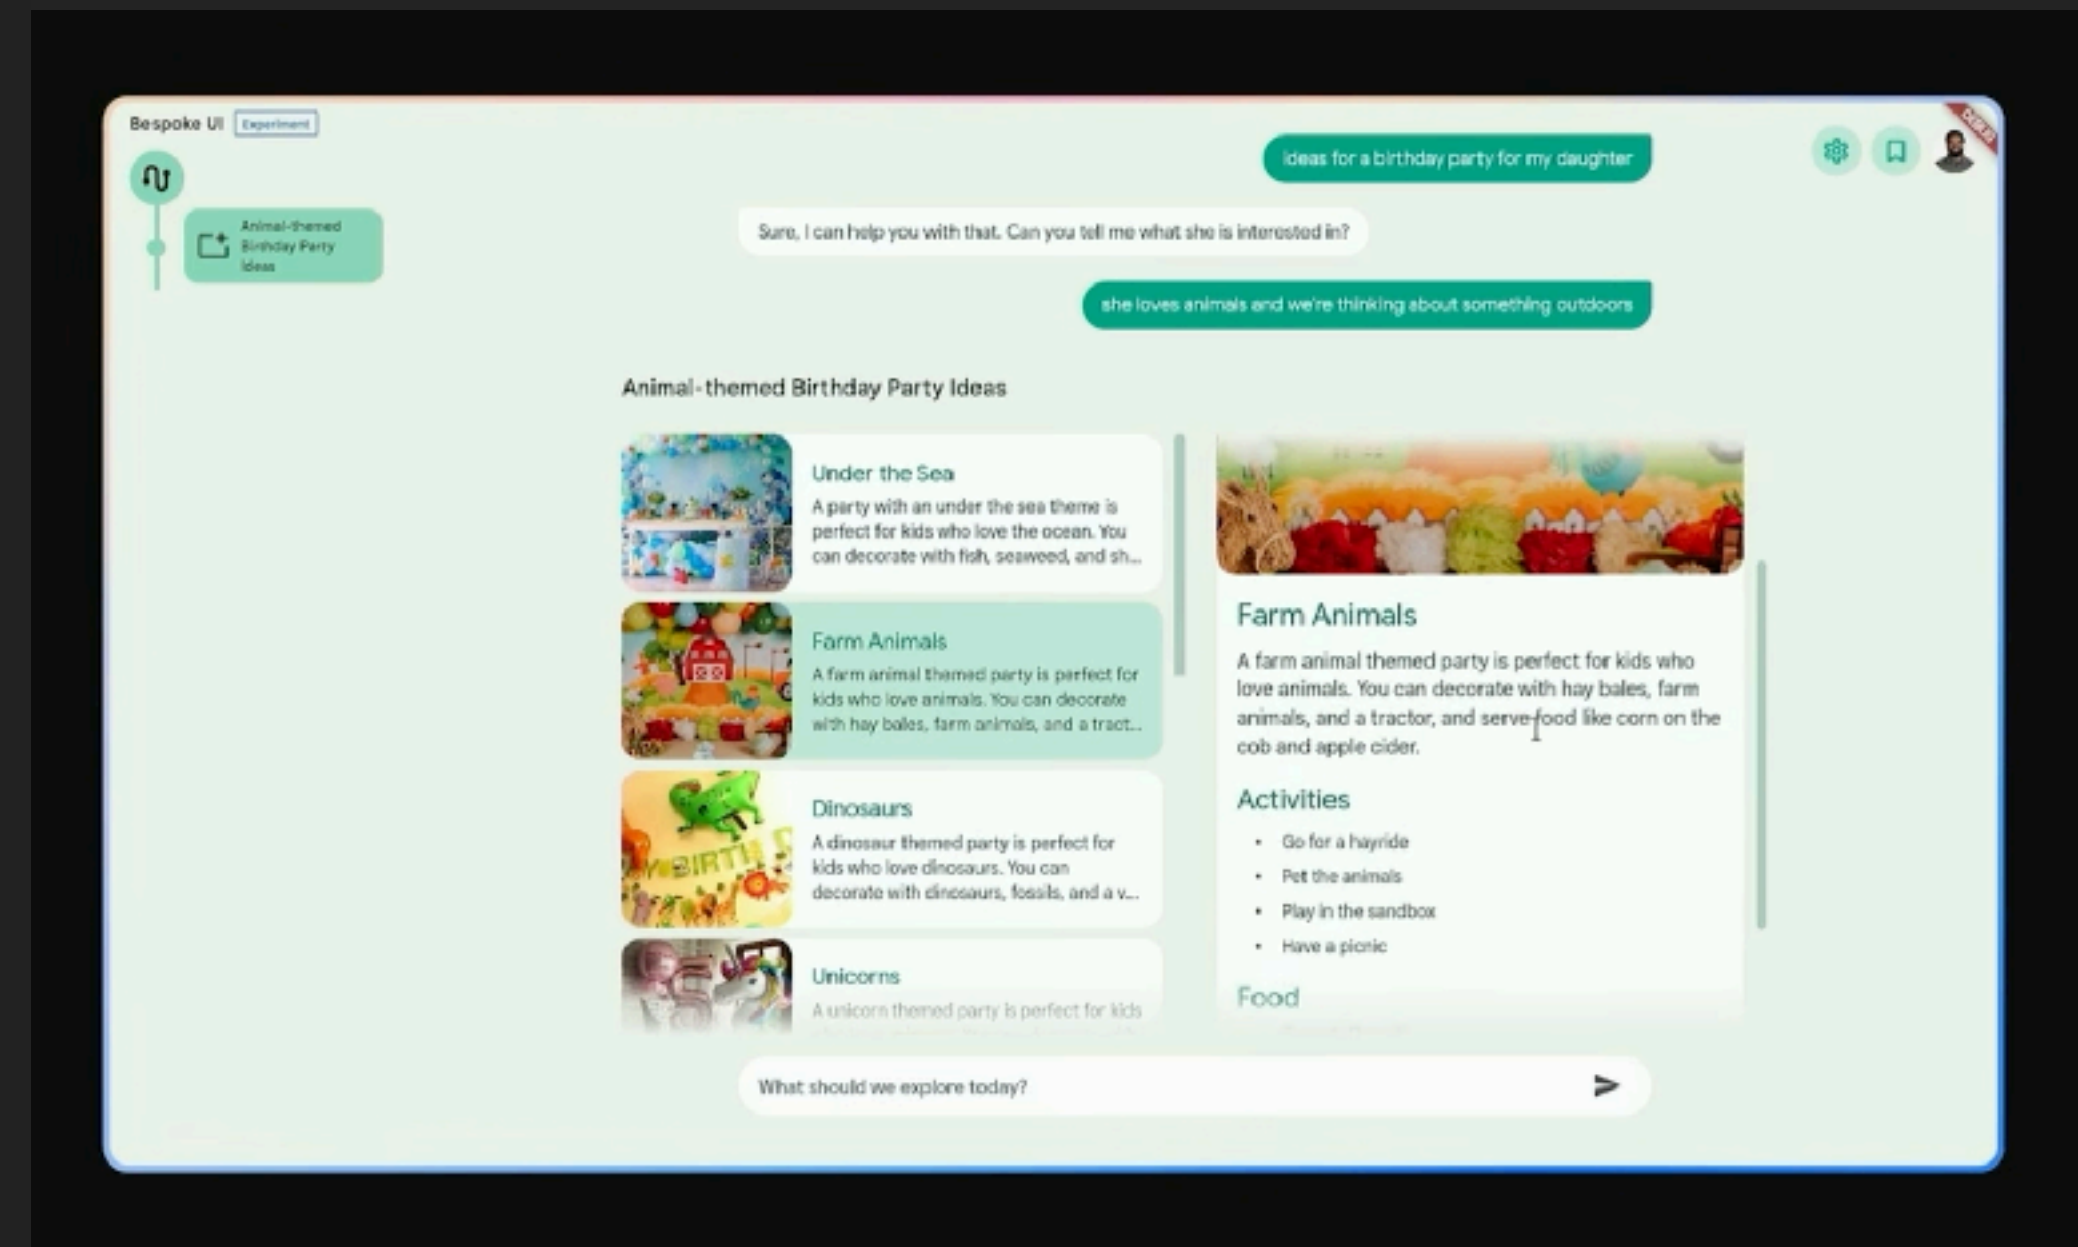 Bespoke UI
Experiment
DEBUG
ideas for a birthday party for my daughter
Animal-themed
Birthday Party
Ideas
Sure, I can help you with that. Can you tell me what she is interested in?
she loves animals and we're thinking about something outdoors
Animal-themed Birthday Party Ideas
Under the Sea
A party with an under the sea theme is
perfect for kids who love the ocean. You
can decorate with fish, seaweed, and sh...
Farm Animals
A farm animal themed party is perfect for
kids who love animals. You can decorate
with hay bales, farm animals, and a tract...
Dinosaurs
A dinosaur themed party is perfect for
kids who love dinosaurs. You can
decorate with dinosaurs, fossils, and a v...
Unicorns
A unicorn themed party is perfect for kids
Farm Animals
A farm animal themed party is perfect for kids who
love animals. You can decorate with hay bales, farm
animals, and a tractor, and serve food like corn on the
cob and apple cider.
Activities
• Go for a hayride
• Pet the animals
• Play in the sandbox
• Have a picnic
Food
What should we explore today?